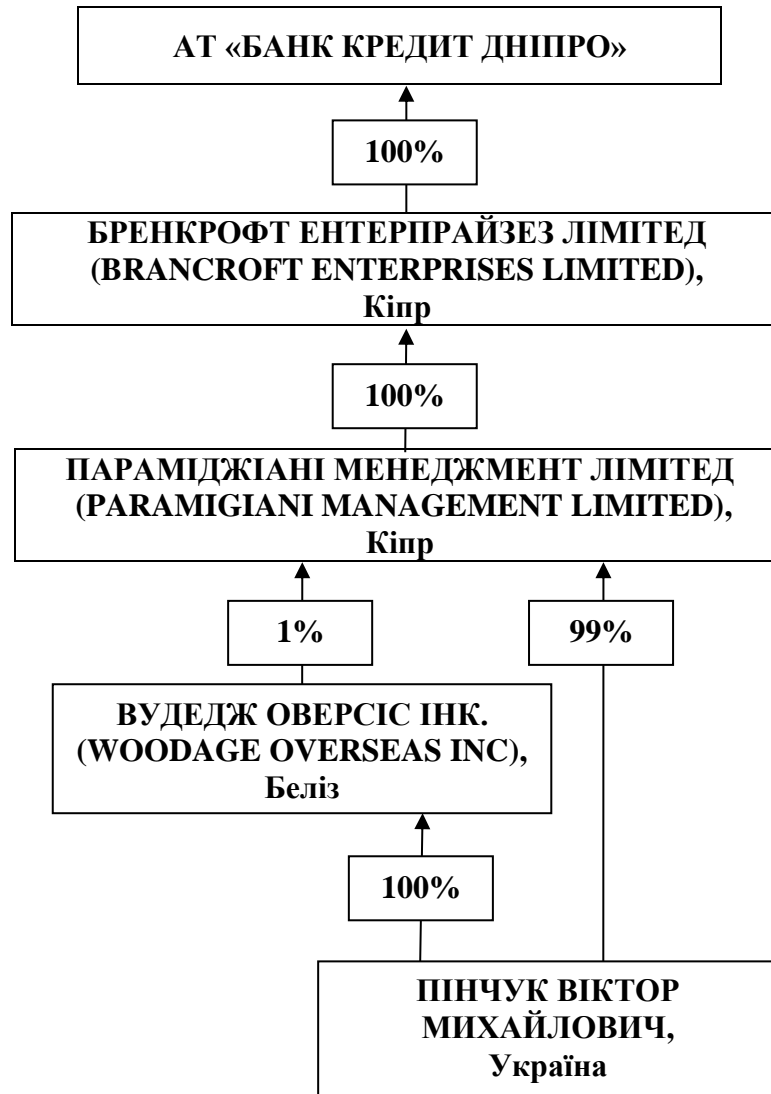 АТ «БАНК КРЕДИТ ДНІПРО»
100%
БРЕНКРОФТ ЕНТЕРПРАЙЗЕЗ ЛІМІТЕД
(BRANCROFT ENTERPRISES LIMITED),
Кіпр
100%
ПАРАМІДЖІАНІ МЕНЕДЖМЕНТ ЛІМІТЕД
(PARAMIGIANI MANAGEMENT LIMITED),
Кіпр
1%
99%
ВУДЕДЖ ОВЕРСІС ІНК.
(WOODAGE OVERSEAS INC),
Беліз
100%
ПІНЧУК ВІКТОР
МИХАЙЛОВИЧ,
Україна